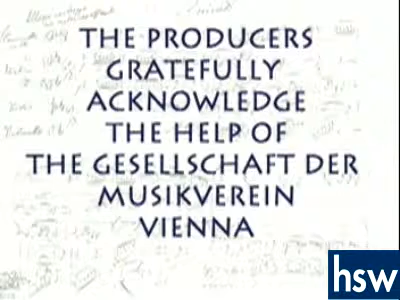 THE PRODUCERS
GRATEFULLY
ACKNOWLEDGE
THE HELP OF
THE GESELLSCHAFT DER
MUSIKVEREIN
VIENNA
hsw